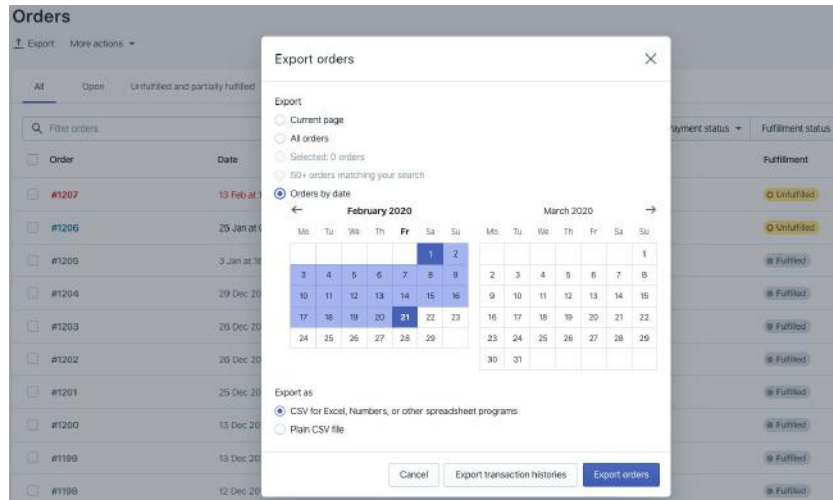 Orders
Export More actions
All Open Unfulfilled and partially fulfilled
Filter orders Payment status Fulfillment status
Order Date Fulfillment
#1207 13 Feb at 1 Unfulfilled
#1206 25 Jan at Unfulfilled
#1205 3 Jan at Fulfilled
#1204 29 Dec 20 Fulfilled
#1203 26 Dec 20 Fulfilled
#1202 26 Dec 20 Fulfilled
#1201 25 Dec 20 Fulfilled
#1200 13 Dec 20 Fulfilled
#1199 13 Dec 20 Fulfilled
#1198 12 Dec 20 Fulfilled
Export orders
Export
Current page
All orders
Selected: 0 orders
50+ orders matching your search
Orders by date
February 2020
Mo Tu We Th Fr Sa Su
1 2
3 4 5 6 7 8 9
10 11 12 13 14 15 16
17 18 19 20 21 22 23
24 25 26 27 28 29
March 2020
Mo Tu We Th Fr Sa Su
1
2 3 4 5 6 7 8
9 10 11 12 13 14 15
16 17 18 19 20 21 22
23 24 25 26 27 28 29
30 31
Export as
CSV for Excel, Numbers, or other spreadsheet programs
Plain CSV file
Cancel Export transaction histories Export orders